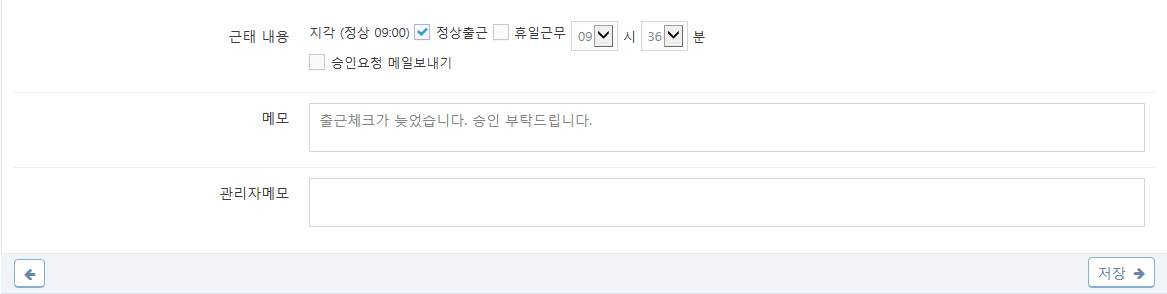 근태 내용 지각 (정상 09:00) 정상출근 휴일근무 09 시 36 분
승인요청 메일보내기
메모 출근체크가 늦었습니다. 승인 부탁드립니다.
관리자메모
저장